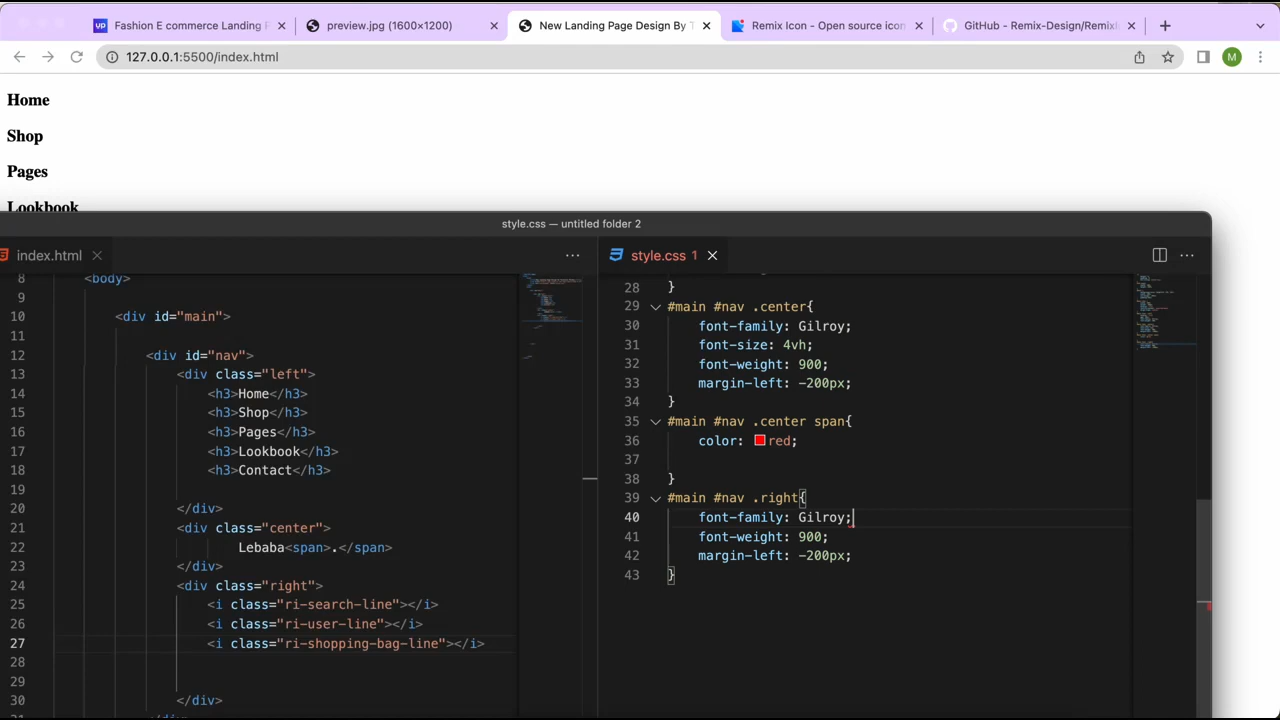 Fashion E commerce Landing P
preview.jpg (1600×1200)
New Landing Page Design By T
Remix Icon - Open source icon
GitHub - Remix-Design/RemixI
127.0.0.1:5500/index.html
M
Home
Shop
Pages
Lookbook
style.css — untitled folder 2
index.html
8 <body>
9
10 <div id="main">
11
12 <div id="nav">
13 <div class="left">
14 <h3>Home</h3>
15 <h3>Shop</h3>
16 <h3>Pages</h3>
17 <h3>Lookbook</h3>
18 <h3>Contact</h3>
19
20 </div>
21 <div class="center">
22 Lebaba<span>.</span>
23 </div>
24 <div class="right">
25 <i class="ri-search-line"></i>
26 <i class="ri-user-line"></i>
27 <i class="ri-shopping-bag-line"></i>
28
29
30 </div>
style.css 1
28 }
29 #main #nav .center{
30 font-family: Gilroy;
31 font-size: 4vh;
32 font-weight: 900;
33 margin-left: -200px;
34 }
35 #main #nav .center span{
36 color: red;
37
38 }
39 #main #nav .right{
40 font-family: Gilroy;
41 font-weight: 900;
42 margin-left: -200px;
43 }